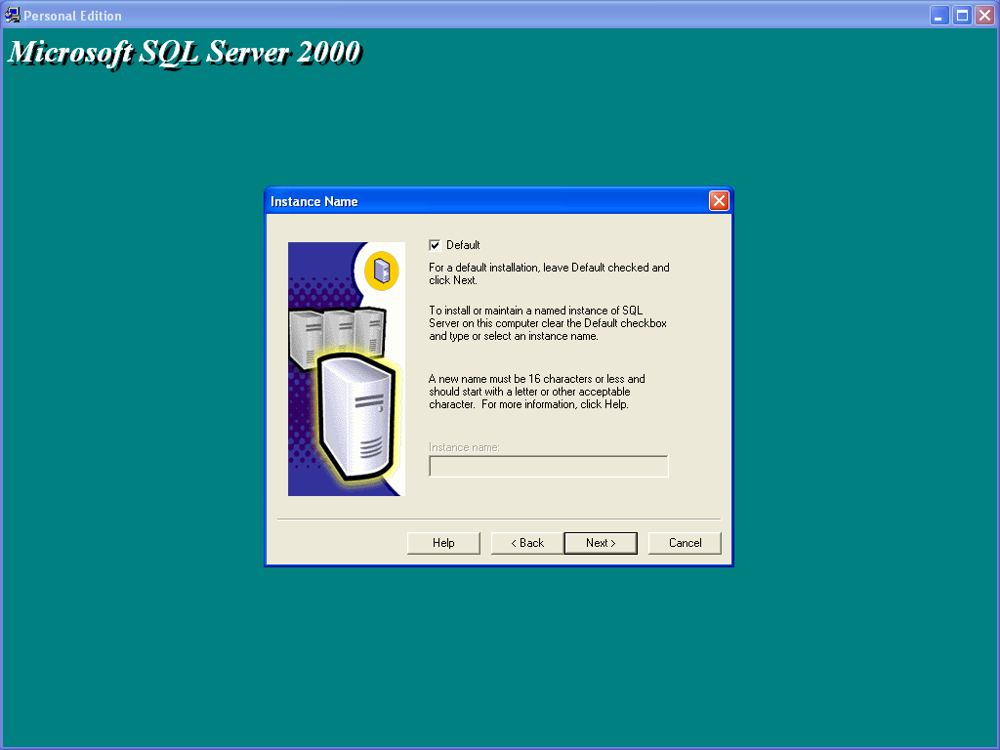 Personal Edition
Microsoft SQL Server 2000
Instance Name
Default
For a default installation, leave Default checked and
click Next.
To install or maintain a named instance of SQL
Server on this computer clear the Default checkbox
and type or select an instance name.
A new name must be 16 characters or less and
should start with a letter or other acceptable
character.  For more information, click Help.
Instance name:
Help
< Back
Next >
Cancel